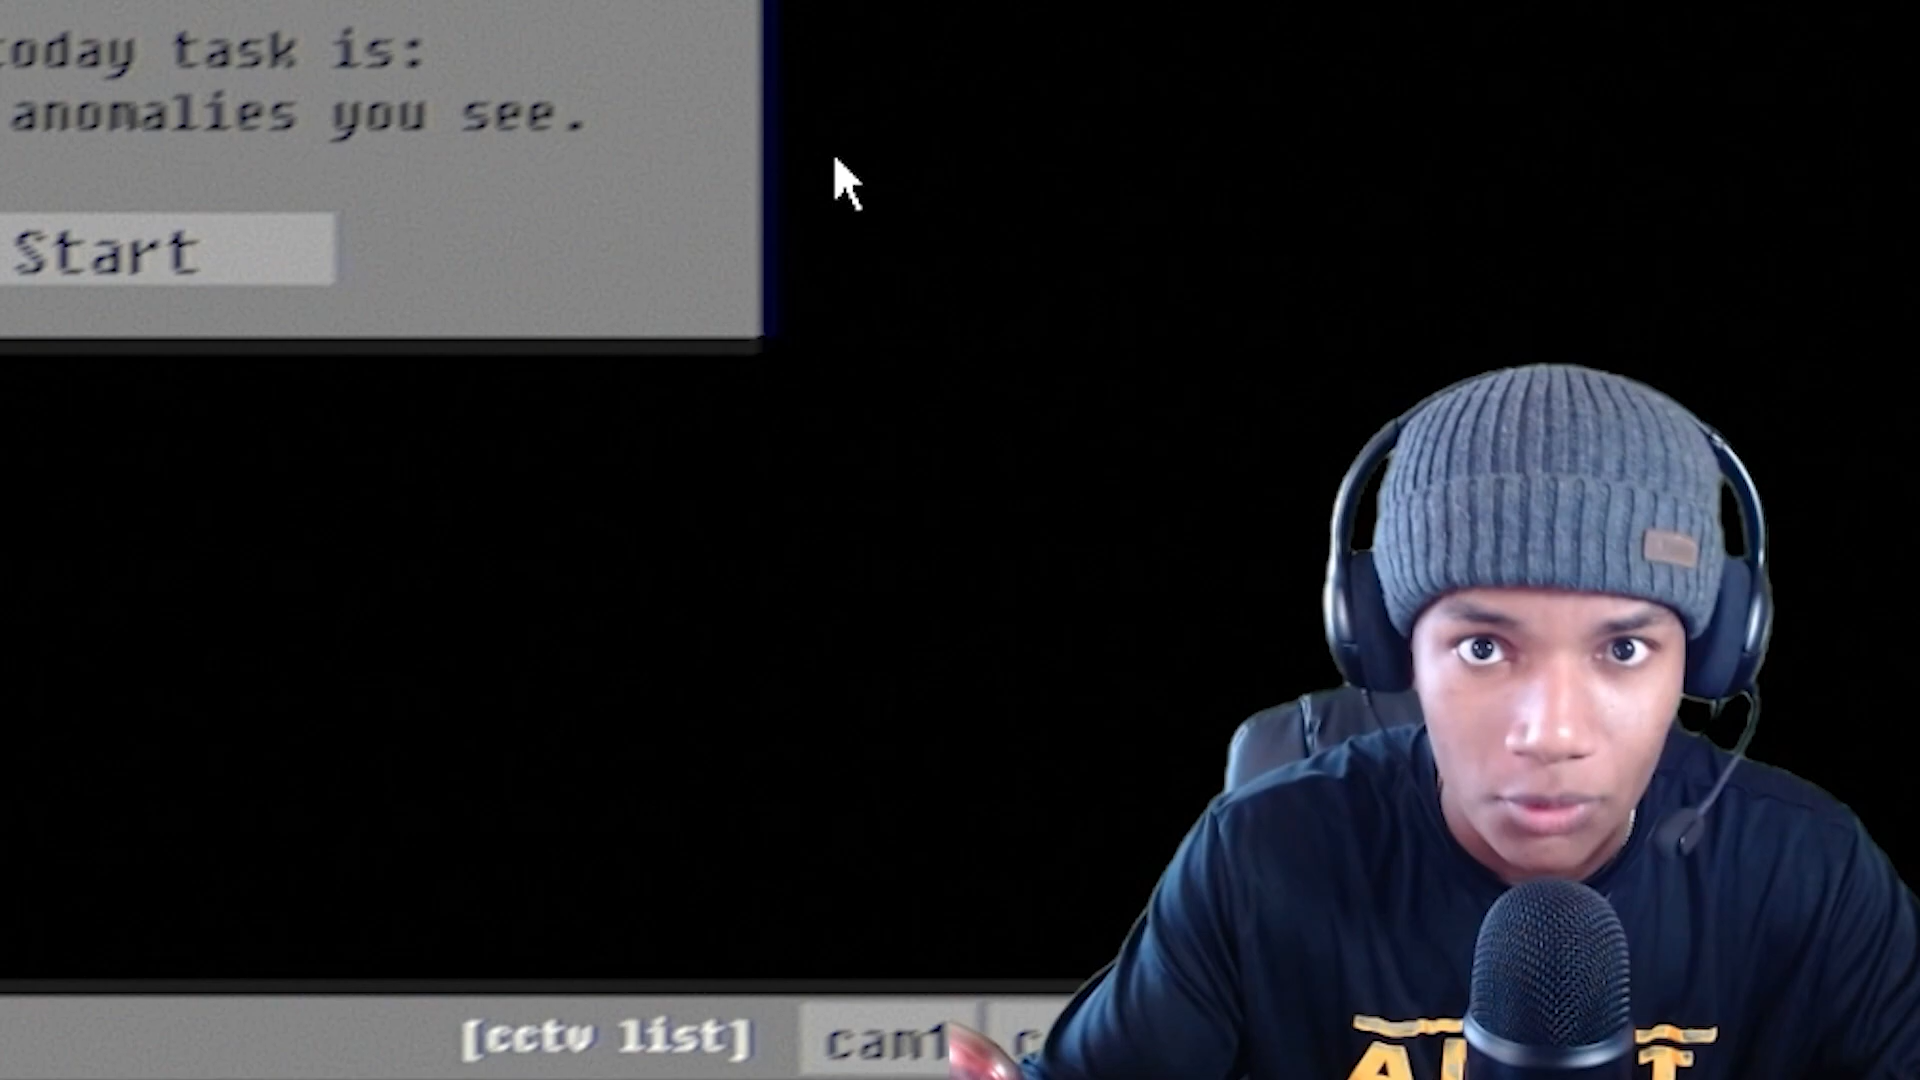 today task is:
anomalies you see.
Start
[cctv list] cam1